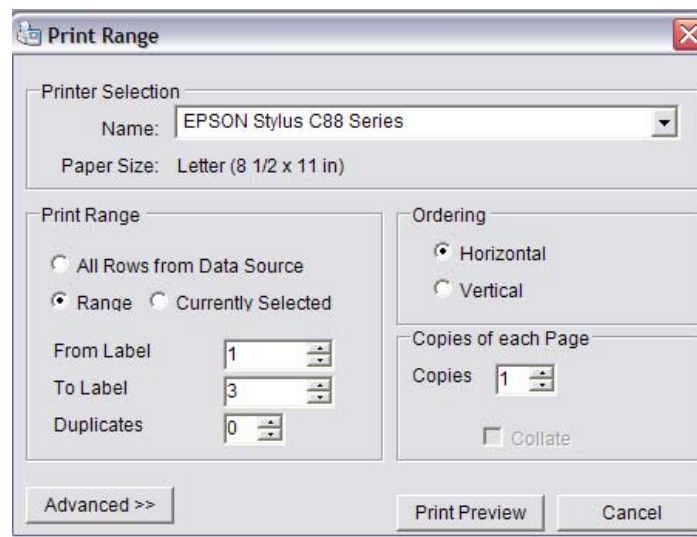 Print Range
Printer Selection
Name: EPSON Stylus C88 Series
Paper Size: Letter (8 1/2 x 11 in)
Print Range
All Rows from Data Source
Range Currently Selected
From Label 1
To Label 3
Duplicates 0
Ordering
Horizontal
Vertical
Copies of each Page
Copies 1
Collate
Advanced >>
Print Preview Cancel